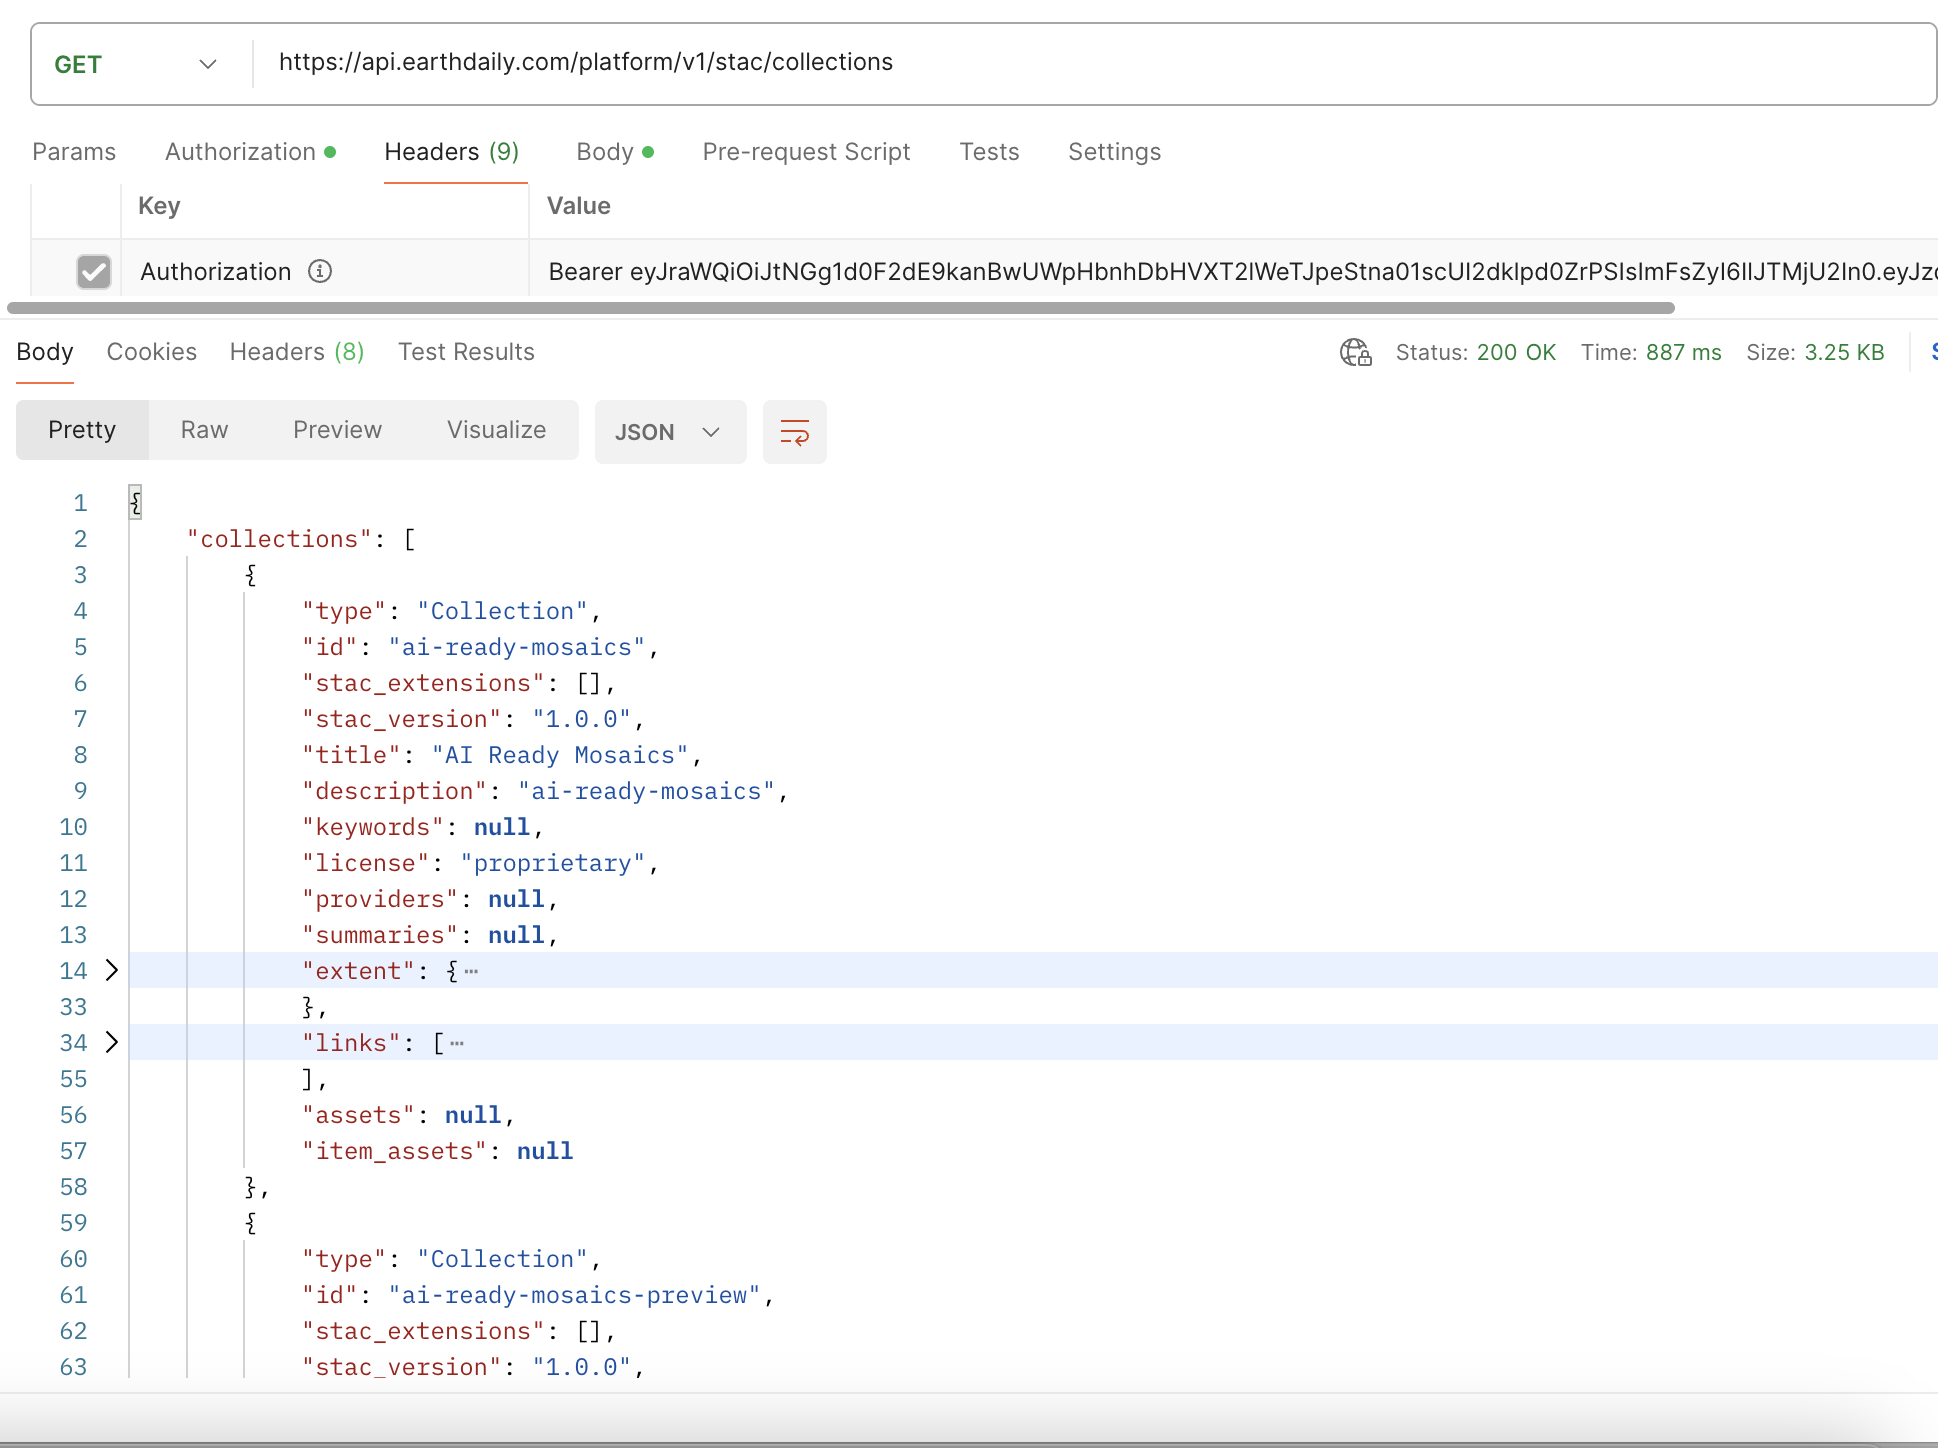 GET https://api.earthdaily.com/platform/v1/stac/collections
Params Authorization Headers (9) Body Pre-request Script Tests Settings
Key Value
Authorization Bearer eyJraWQiOiJtNGg1d0F2dE9kanBwUWpHbnhDbHVXT2lWeTJpeStna01scUl2dklpd0ZrPSIsImFsZyI6IlJTMjU2In0.eyJzd
Body Cookies Headers (8) Test Results Status: 200 OK Time: 887 ms Size: 3.25 KB
Pretty Raw Preview Visualize JSON
1 {
2 "collections": [
3 {
4 "type": "Collection",
5 "id": "ai-ready-mosaics",
6 "stac_extensions": [],
7 "stac_version": "1.0.0",
8 "title": "AI Ready Mosaics",
9 "description": "ai-ready-mosaics",
10 "keywords": null,
11 "license": "proprietary",
12 "providers": null,
13 "summaries": null,
14 "extent": {⋯
33 },
34 "links": [⋯
55 ],
56 "assets": null,
57 "item_assets": null
58 },
59 {
60 "type": "Collection",
61 "id": "ai-ready-mosaics-preview",
62 "stac_extensions": [],
63 "stac_version": "1.0.0",